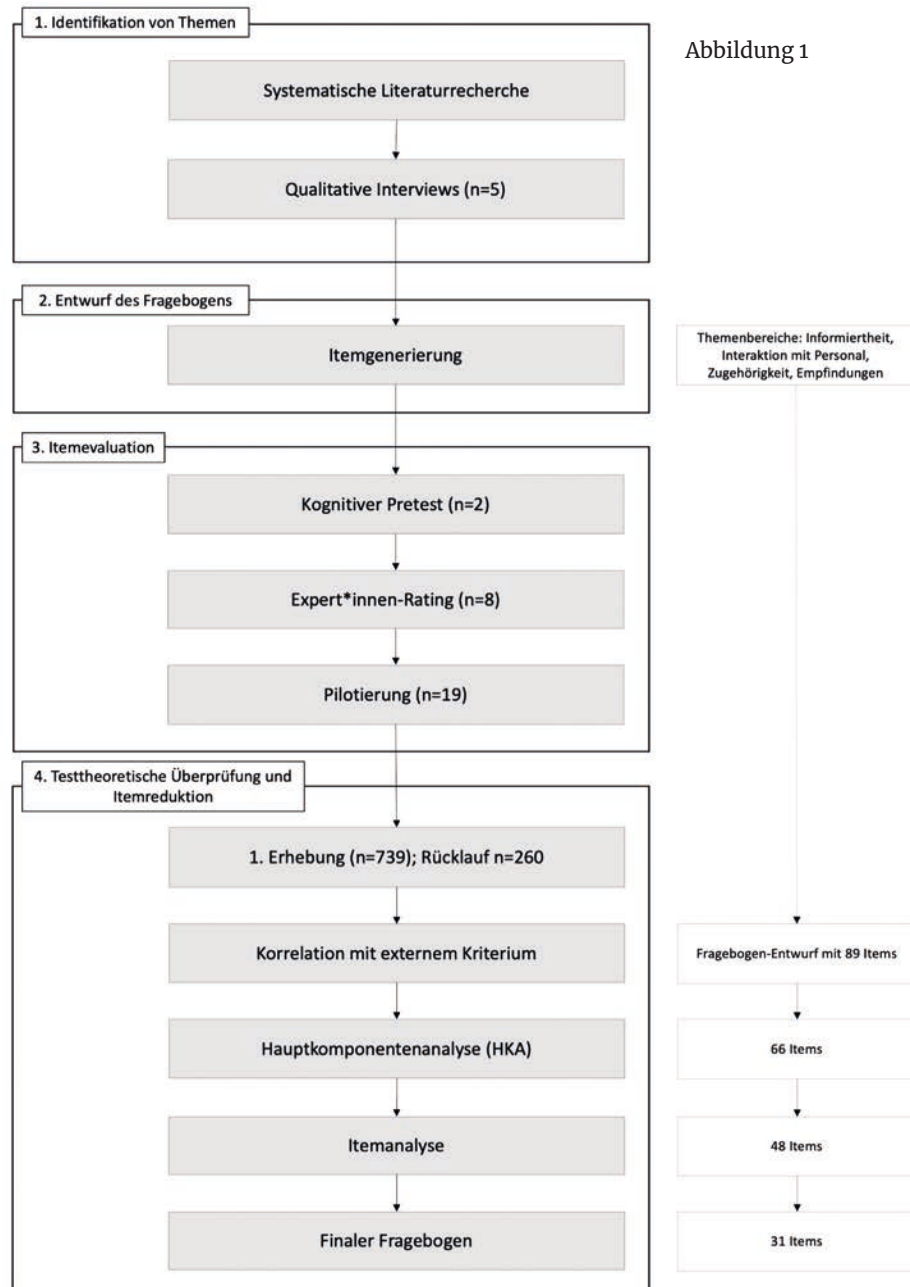 1. Identifikation von Themen
Abbildung 1
Systematische Literaturrecherche
Qualitative Interviews (n=5)
2. Entwurf des Fragebogens
Itemgenerierung
Themenbereiche: Informiertheit,
Interaktion mit Personal,
Zugehörigkeit, Empfindungen
3. Itemevaluation
Kognitiver Pretest (n=2)
Expert*innen-Rating (n=8)
Pilotierung (n=19)
4. Testtheoretische Überprüfung und
Itemreduktion
1. Erhebung (n=739); Rücklauf n=260
Korrelation mit externem Kriterium
Fragebogen-Entwurf mit 89 Items
Hauptkomponentenanalyse (HKA)
66 Items
Itemanalyse
48 Items
Finaler Fragebogen
31 Items